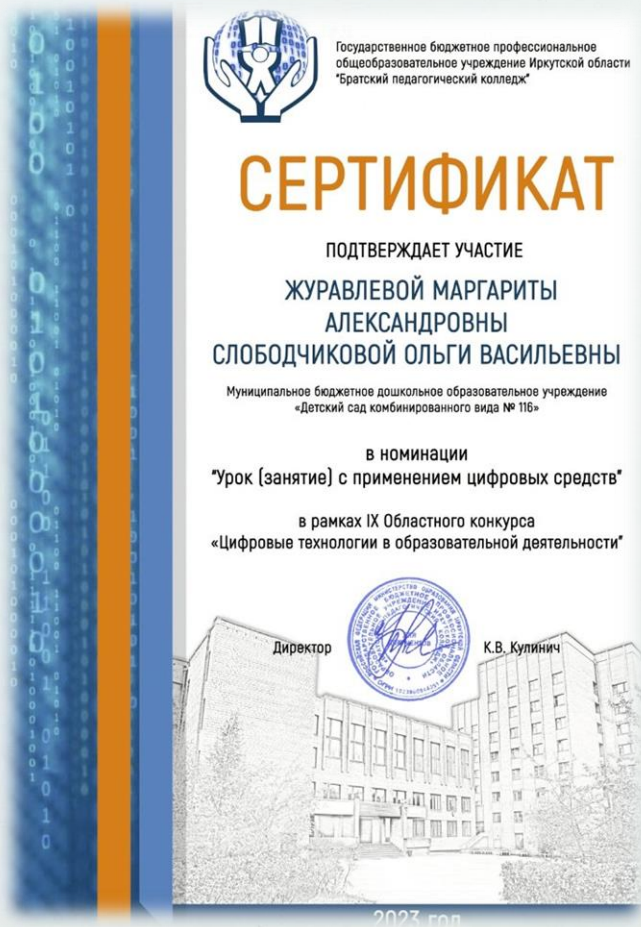 Государственное бюджетное профессиональное
общеобразовательное учреждение Иркутской области
"Братский педагогический колледж"
СЕРТИФИКАТ
ПОДТВЕРЖДАЕТ УЧАСТИЕ
ЖУРАВЛЕВОЙ МАРГАРИТЫ
АЛЕКСАНДРОВНЫ
СЛОБОДЧИКОВОЙ ОЛЬГИ ВАСИЛЬЕВНЫ
Муниципальное бюджетное дошкольное образовательное учреждение
«Детский сад комбинированного вида № 116»
в номинации
"Урок (занятие) с применением цифровых средств"
в рамках IX Областного конкурса
«Цифровые технологии в образовательной деятельности"
Директор К.В. Кулинич
2023 год